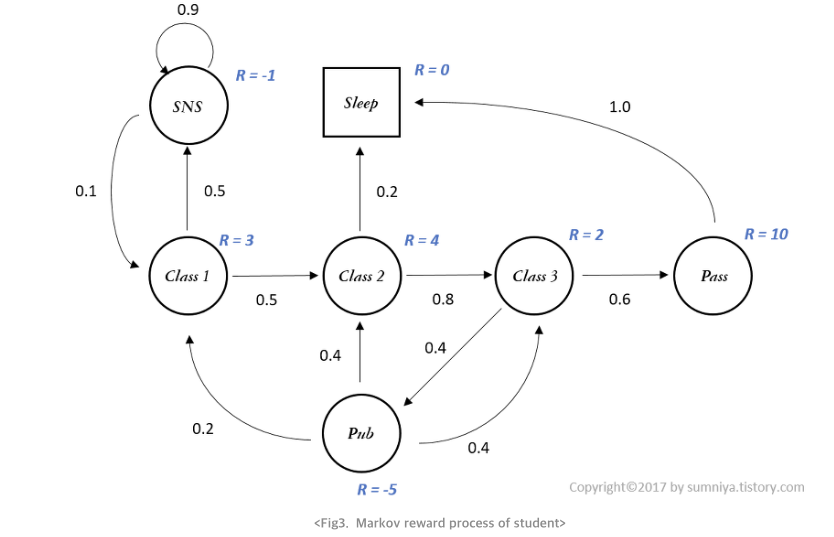 0.9
R = -1
SNS
R = 0
Sleep
1.0
0.1
0.5
0.2
R = 3
R = 4
R = 2
R = 10
Class 1
Class 2
Class 3
Pass
0.5
0.8
0.6
0.4
0.4
0.2
Pub
0.4
R = -5
Copyright©2017 by sumniya.tistory.com
<Fig3. Markov reward process of student>